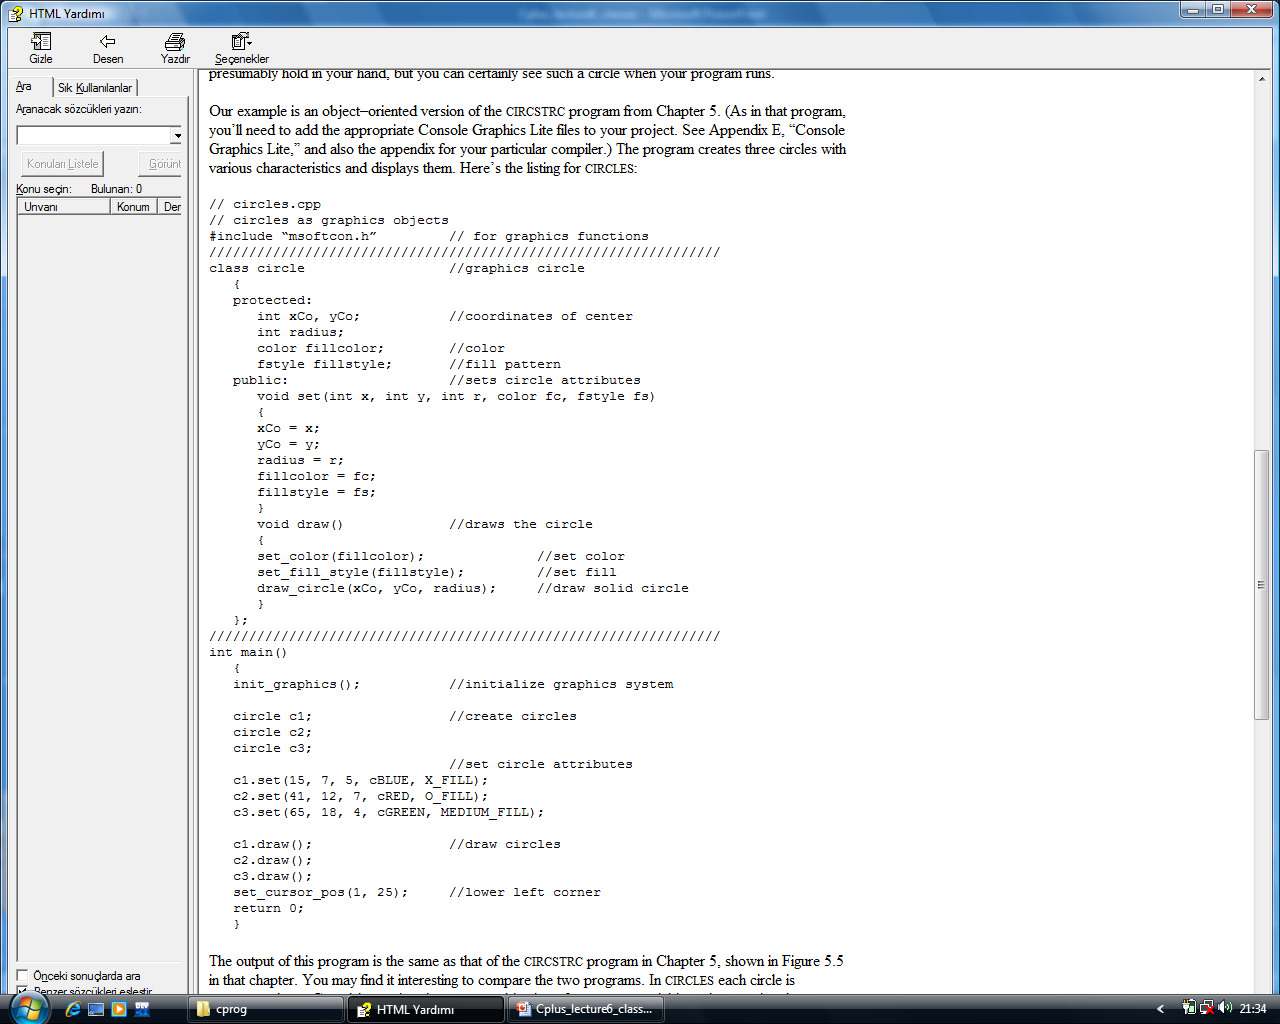 HTML Yardımı
Gizle
Desen
Yazdır
Seçenekler
Ara
Sık Kullanılanlar
Aranacak sözcükleri yazın:
Konuları Listele
Görünt
Konu seçin:
Bulunan: 0
Unvanı
Konum
Der
Önceki sonuçlarda ara
Benzer sözcükleri eşleştir
presumably hold in your hand, but you can certainly see such a circle when your program runs.
Our example is an object–oriented version of the CIRCSTRC program from Chapter 5. (As in that program,
you’ll need to add the appropriate Console Graphics Lite files to your project. See Appendix E, “Console
Graphics Lite,” and also the appendix for your particular compiler.) The program creates three circles with
various characteristics and displays them. Here’s the listing for CIRCLES:
// circles.cpp
// circles as graphics objects
#include “msoftcon.h” // for graphics functions
////////////////////////////////////////////////////////////////
class circle //graphics circle
{
protected:
int xCo, yCo; //coordinates of center
int radius;
color fillcolor; //color
fstyle fillstyle; //fill pattern
public: //sets circle attributes
void set(int x, int y, int r, color fc, fstyle fs)
{
xCo = x;
yCo = y;
radius = r;
fillcolor = fc;
fillstyle = fs;
}
void draw() //draws the circle
{
set_color(fillcolor); //set color
set_fill_style(fillstyle); //set fill
draw_circle(xCo, yCo, radius); //draw solid circle
}
};
////////////////////////////////////////////////////////////////
int main()
{
init_graphics(); //initialize graphics system
circle c1; //create circles
circle c2;
circle c3;
//set circle attributes
c1.set(15, 7, 5, cBLUE, X_FILL);
c2.set(41, 12, 7, cRED, O_FILL);
c3.set(65, 18, 4, cGREEN, MEDIUM_FILL);
c1.draw(); //draw circles
c2.draw();
c3.draw();
set_cursor_pos(1, 25); //lower left corner
return 0;
}
The output of this program is the same as that of the CIRCSTRC program in Chapter 5, shown in Figure 5.5
in that chapter. You may find it interesting to compare the two programs. In CIRCLES each circle is
cprog
HTML Yardımı
Cplus_lecture6_class...
21:34